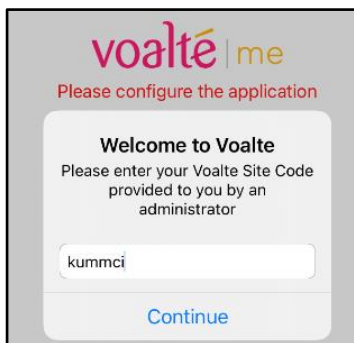 voalté | me
Please configure the application
Welcome to Voalte
Please enter your Voalte Site Code
provided to you by an
administrator
kummci
Continue